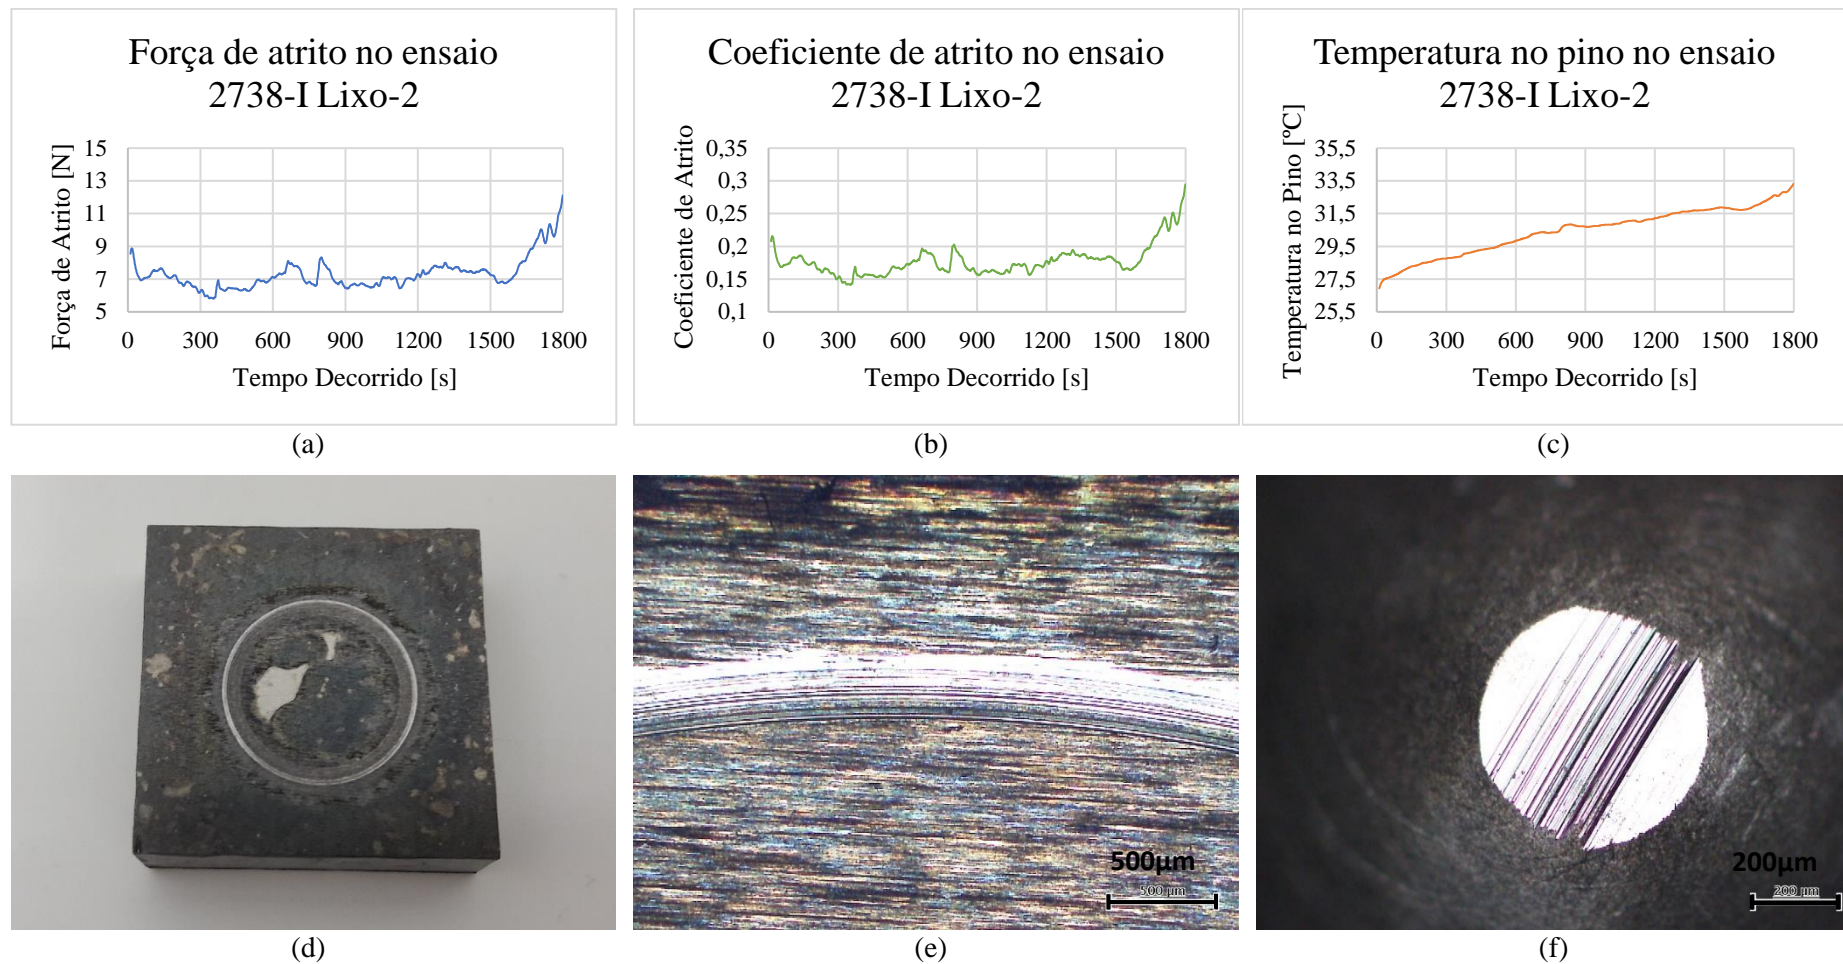 Força de atrito no ensaio
2738-I Lixo-2
Força de Atrito [N]
15
13
11
9
7
5
0 300 600 900 1200 1500 1800
Tempo Decorrido [s]
(a)
Coeficiente de atrito no ensaio
2738-I Lixo-2
Coeficiente de Atrito
0,35
0,3
0,25
0,2
0,15
0,1
0 300 600 900 1200 1500 1800
Tempo Decorrido [s]
(b)
Temperatura no pino no ensaio
2738-I Lixo-2
Temperatura no Pino [ºC]
35,5
33,5
31,5
29,5
27,5
25,5
0 300 600 900 1200 1500 1800
Tempo Decorrido [s]
(c)
(d)
500µm
500 µm
(e)
200µm
200 µm
(f)